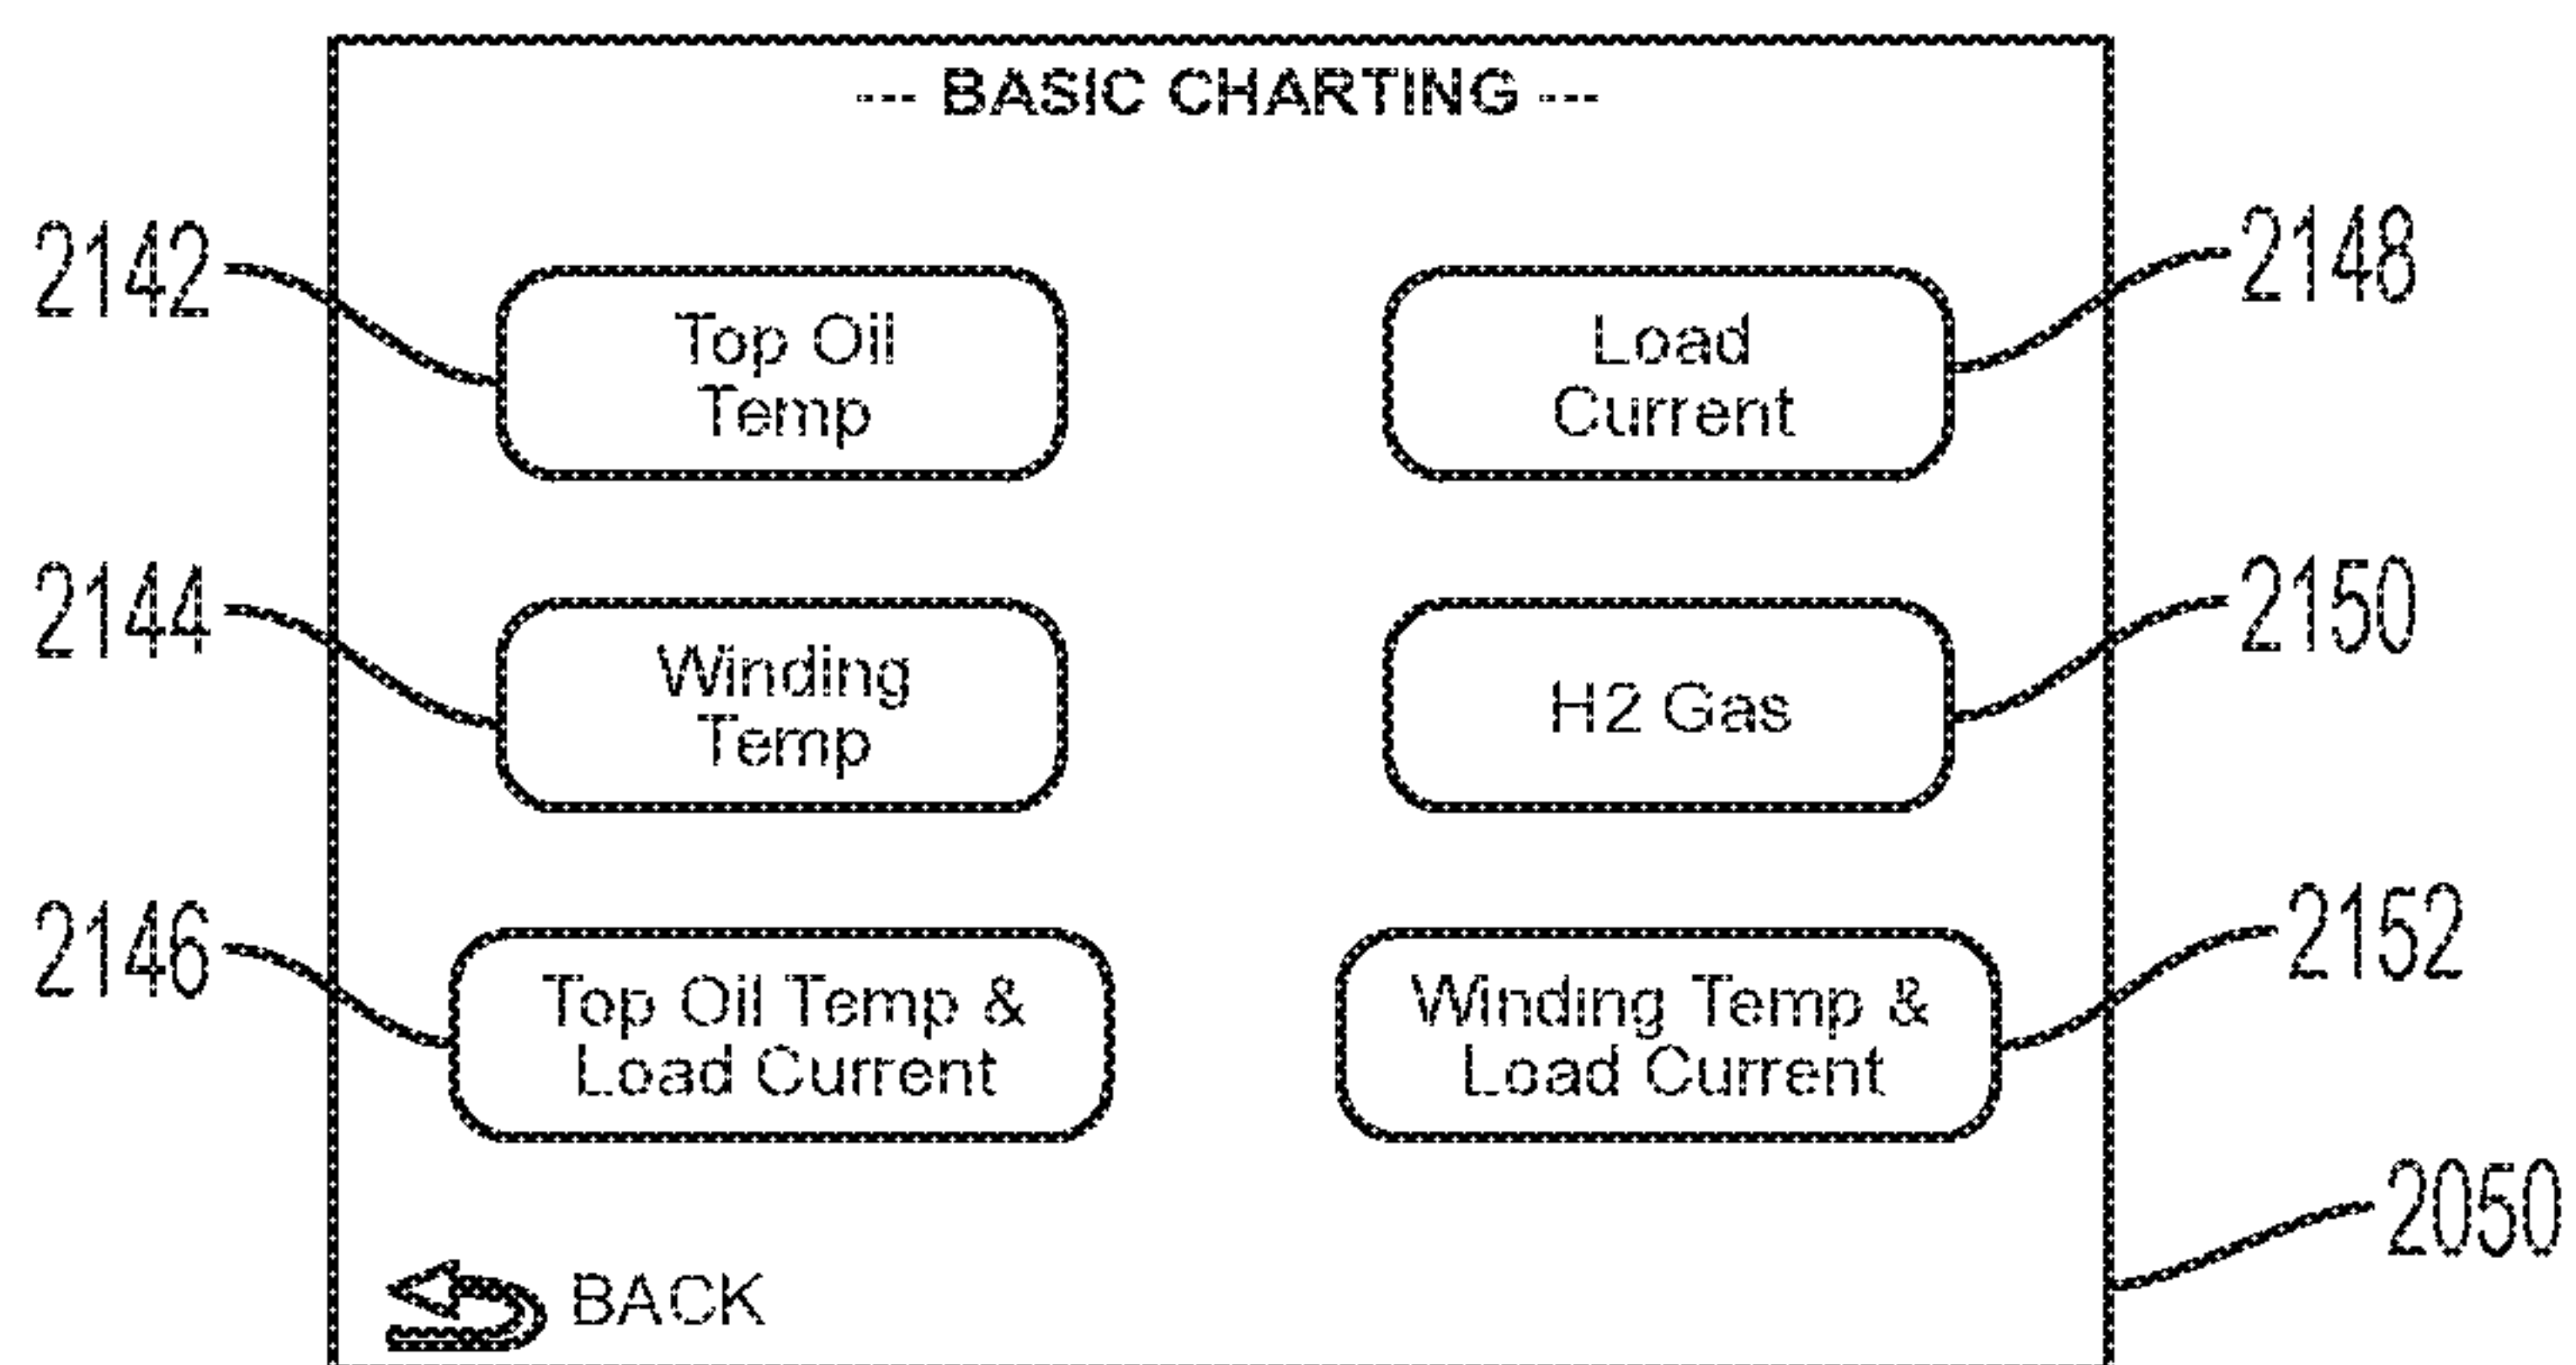 --- BASIC CHARTING ---
2142
Top Oil
Temp
Load
Current
2148
2144
Winding
Temp
H2 Gas
2150
2146
Top Oil Temp &
Load Current
Winding Temp &
Load Current
2152
BACK
2050